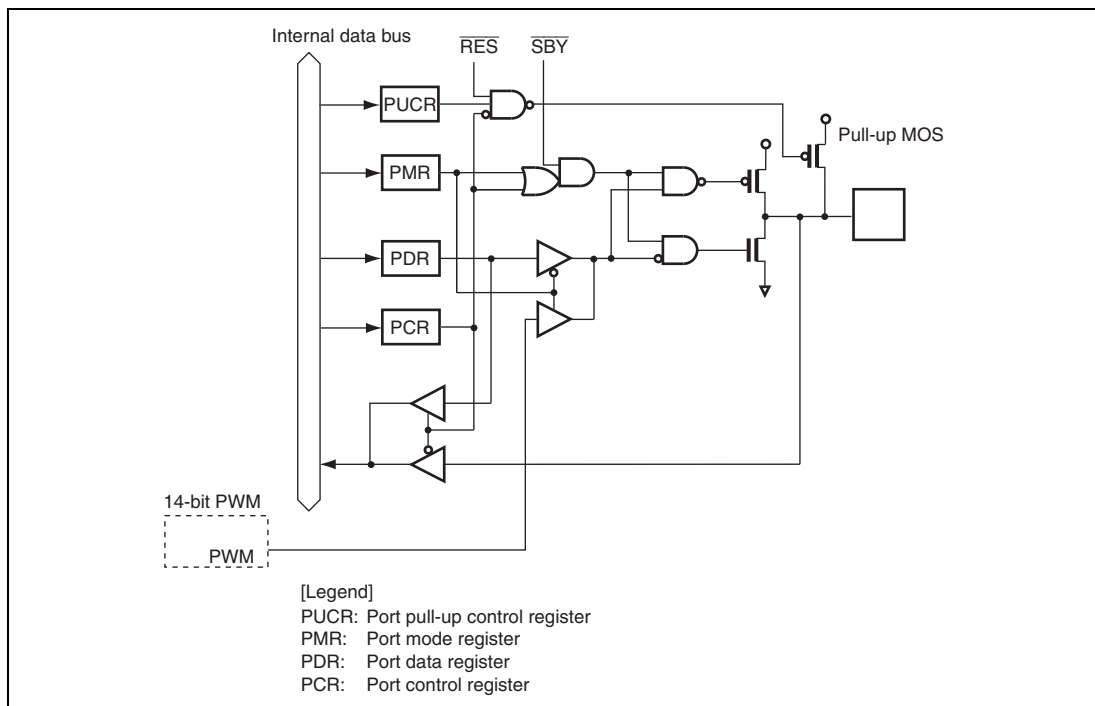 Internal data bus
RES
SBY
PUCR
Pull-up MOS
PMR
PDR
PCR
14-bit PWM
PWM
[Legend]
PUCR: Port pull-up control register
PMR: Port mode register
PDR: Port data register
PCR: Port control register